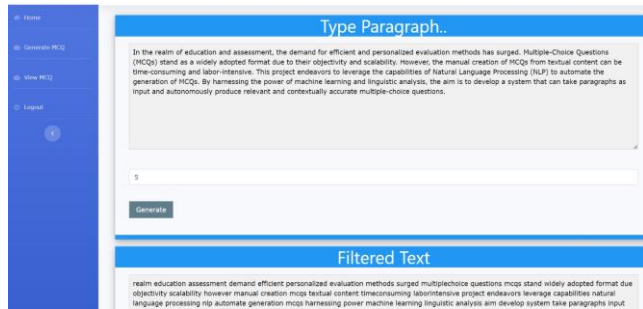 Home
Generate MCQ
View MCQ
Logout
Type Paragraph..
In the realm of education and assessment, the demand for efficient and personalized evaluation methods has surged. Multiple-Choice Questions
(MCQs) stand as a widely adopted format due to their objectivity and scalability. However, the manual creation of MCQs from textual content can be
time-consuming and labor-intensive. This project endeavors to leverage the capabilities of Natural Language Processing (NLP) to automate the
generation of MCQs. By harnessing the power of machine learning and linguistic analysis, the aim is to develop a system that can take paragraphs as
input and autonomously produce relevant and contextually accurate multiple-choice questions.
5
Generate
Filtered Text
realm education assessment demand efficient personalized evaluation methods surged multiplechoice questions mcqs stand widely adopted format due
objectivity scalability however manual creation mcqs textual content timeconsuming laborintensive project endeavors leverage capabilities natural
language processing nlp automate generation mcqs harnessing power machine learning linguistic analysis aim develop system take paragraphs input